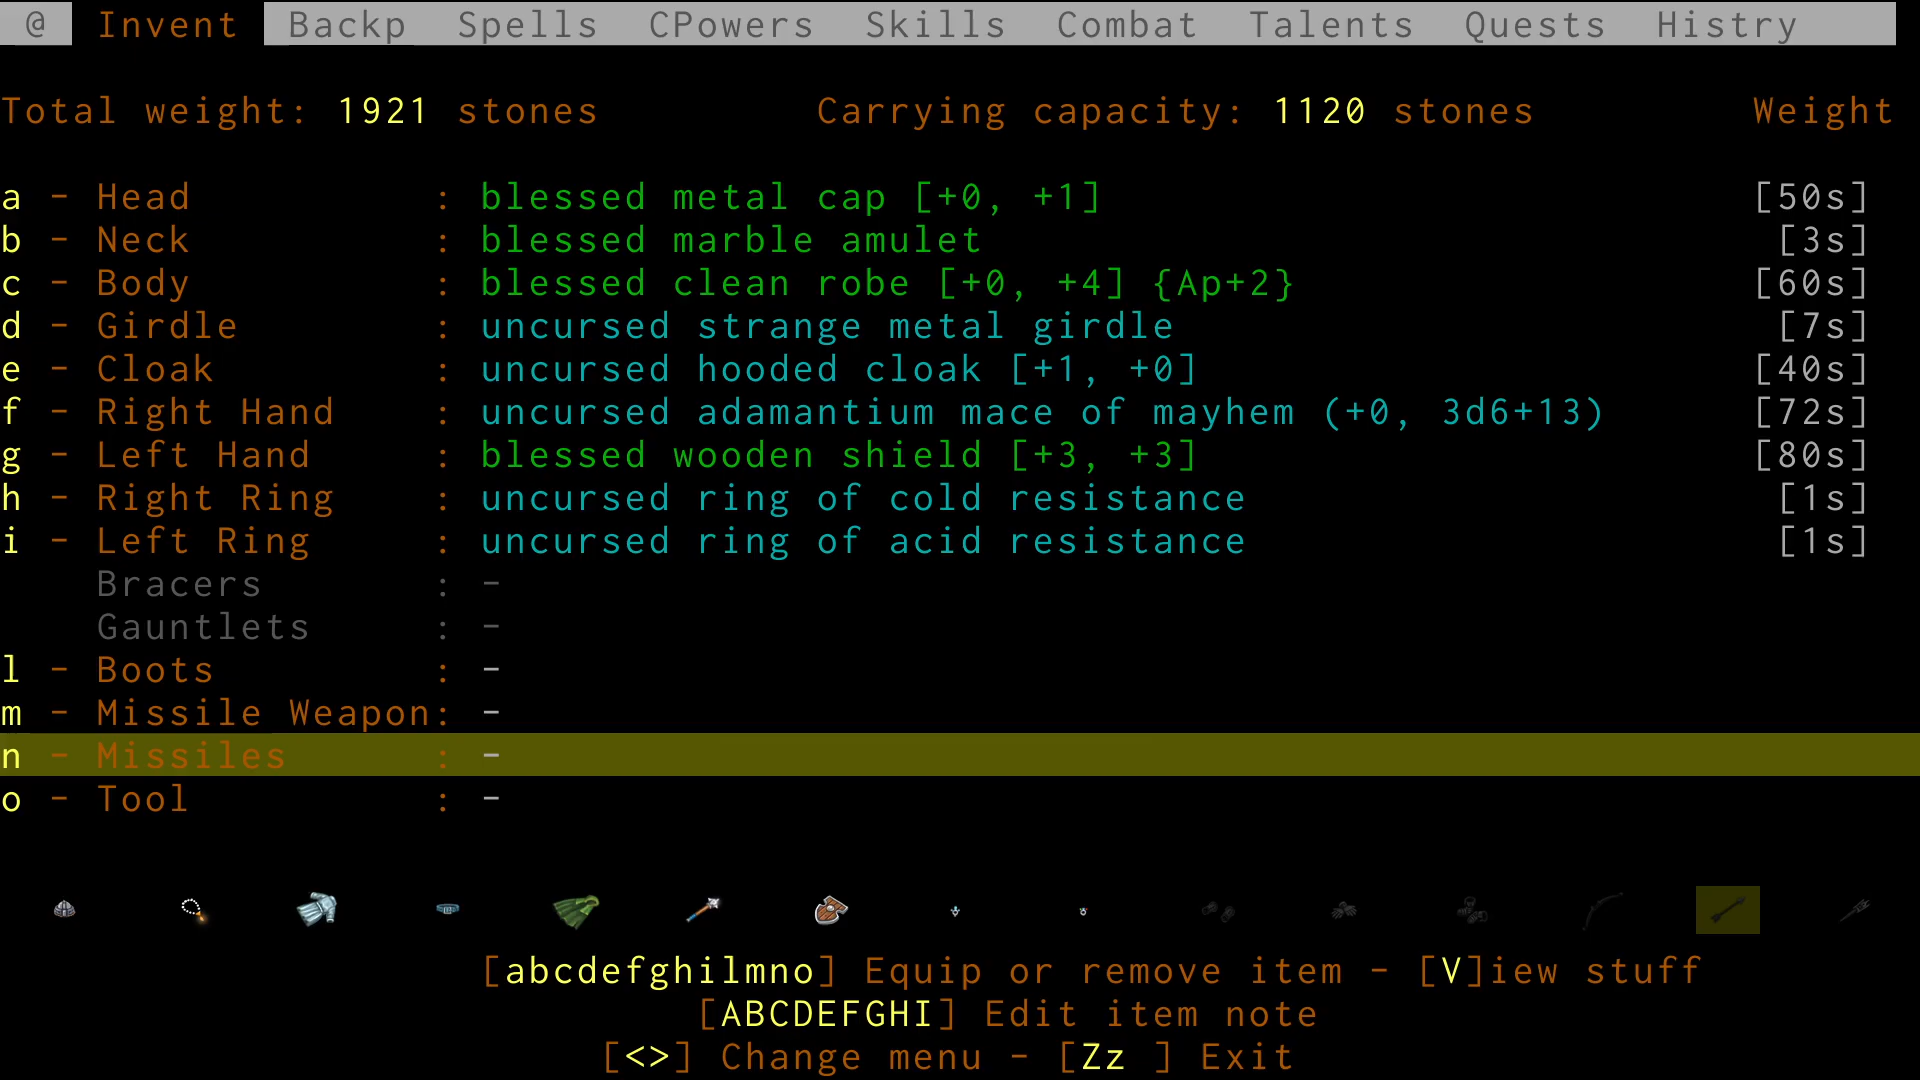 @ Invent Backp Spells CPowers Skills Combat Talents Quests Histry
Total weight: 1921 stones Carrying capacity: 1120 stones Weight
a - Head : blessed metal cap [+0, +1] [50s]
b - Neck : blessed marble amulet [3s]
c - Body : blessed clean robe [+0, +4] {Ap+2} [60s]
d - Girdle : uncursed strange metal girdle [7s]
e - Cloak : uncursed hooded cloak [+1, +0] [40s]
f - Right Hand : uncursed adamantium mace of mayhem (+0, 3d6+13) [72s]
g - Left Hand : blessed wooden shield [+3, +3] [80s]
h - Right Ring : uncursed ring of cold resistance [1s]
i - Left Ring : uncursed ring of acid resistance [1s]
Bracers : -
Gauntlets : -
l - Boots : -
m - Missile Weapon: -
n - Missiles : -
o - Tool : -
[abcdefghilmno] Equip or remove item - [V]iew stuff
[ABCDEFGHI] Edit item note
[<>] Change menu - [Zz ] Exit